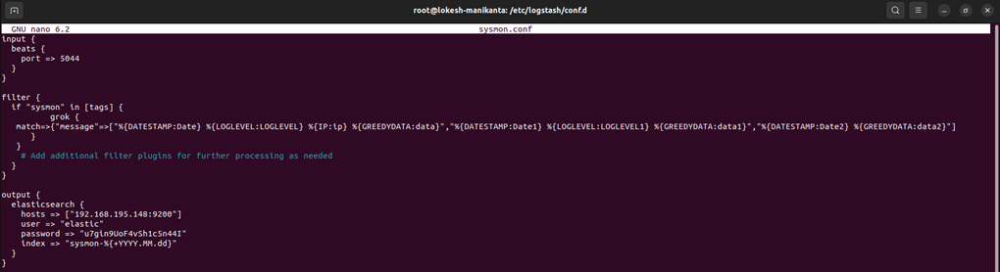 root@lokesh-manikanta: /etc/logstash/conf.d
GNU nano 6.2 sysmon.conf
input {
  beats {
    port => 5044
  }
}

filter {
  if "sysmon" in [tags] {
          grok {
   match=>{"message"=>["%{DATESTAMP:Date} %{LOGLEVEL:LOGLEVEL} %{IP:ip} %{GREEDYDATA:data}","%{DATESTAMP:Date1} %{LOGLEVEL:LOGLEVEL1} %{GREEDYDATA:data1}","%{DATESTAMP:Date2} %{GREEDYDATA:data2}"]
      }
   }
    # Add additional filter plugins for further processing as needed
  }
}

output {
  elasticsearch {
    hosts => ["192.168.195.148:9200"]
    user => "elastic"
    password => "u7gin9UoF4vSh1c5n44I"
    index => "sysmon-%{+YYYY.MM.dd}"
  }
}